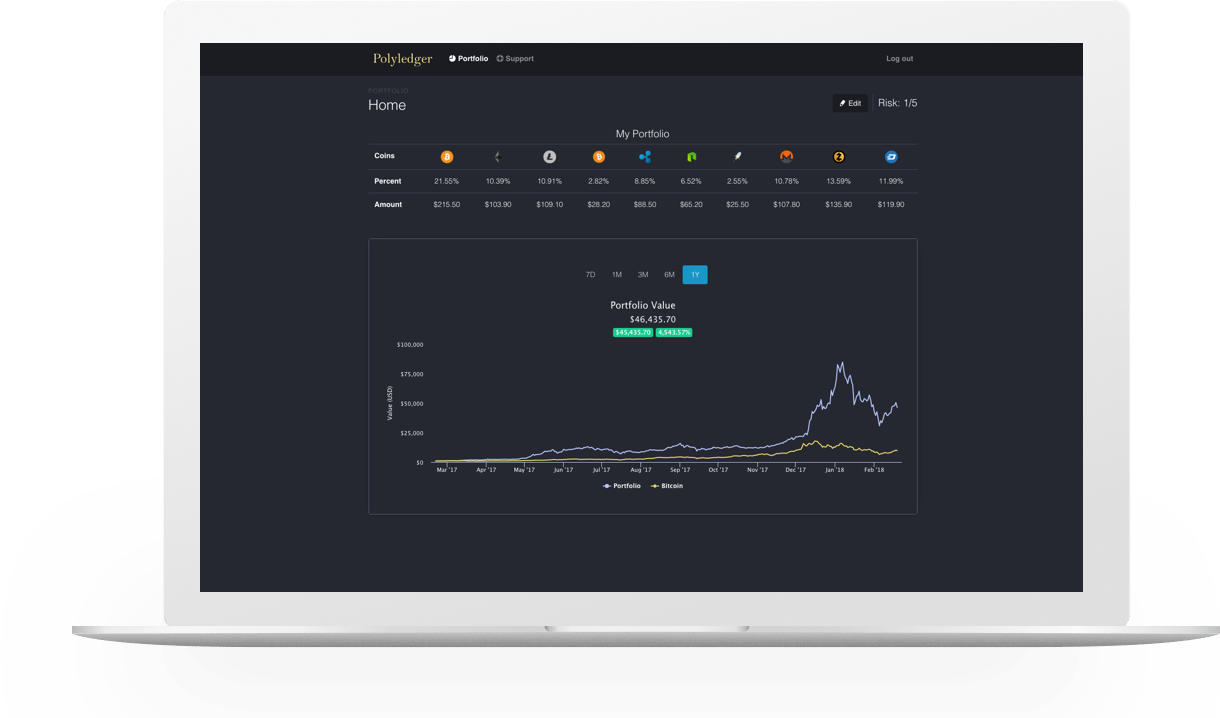 Polyledger Portfolio Support Log out
PORTFOLIO
Home Edit Risk: 1/5
My Portfolio
Coins
Percent 21.55% 10.39% 10.91% 2.82% 8.85% 6.52% 2.55% 10.78% 13.59% 11.99%
Amount $215.50 $103.90 $109.10 $28.20 $88.50 $65.20 $25.50 $107.80 $135.90 $119.90
7D 1M 3M 6M 1Y
Portfolio Value
$46,435.70
$45,435.70 4,543.57%
$100,000
$75,000
$50,000
$25,000
$0
Value (USD)
Mar '17 Apr '17 May '17 Jun '17 Jul '17 Aug '17 Sep '17 Oct '17 Nov '17 Dec '17 Jan '18 Feb '18
Portfolio Bitcoin